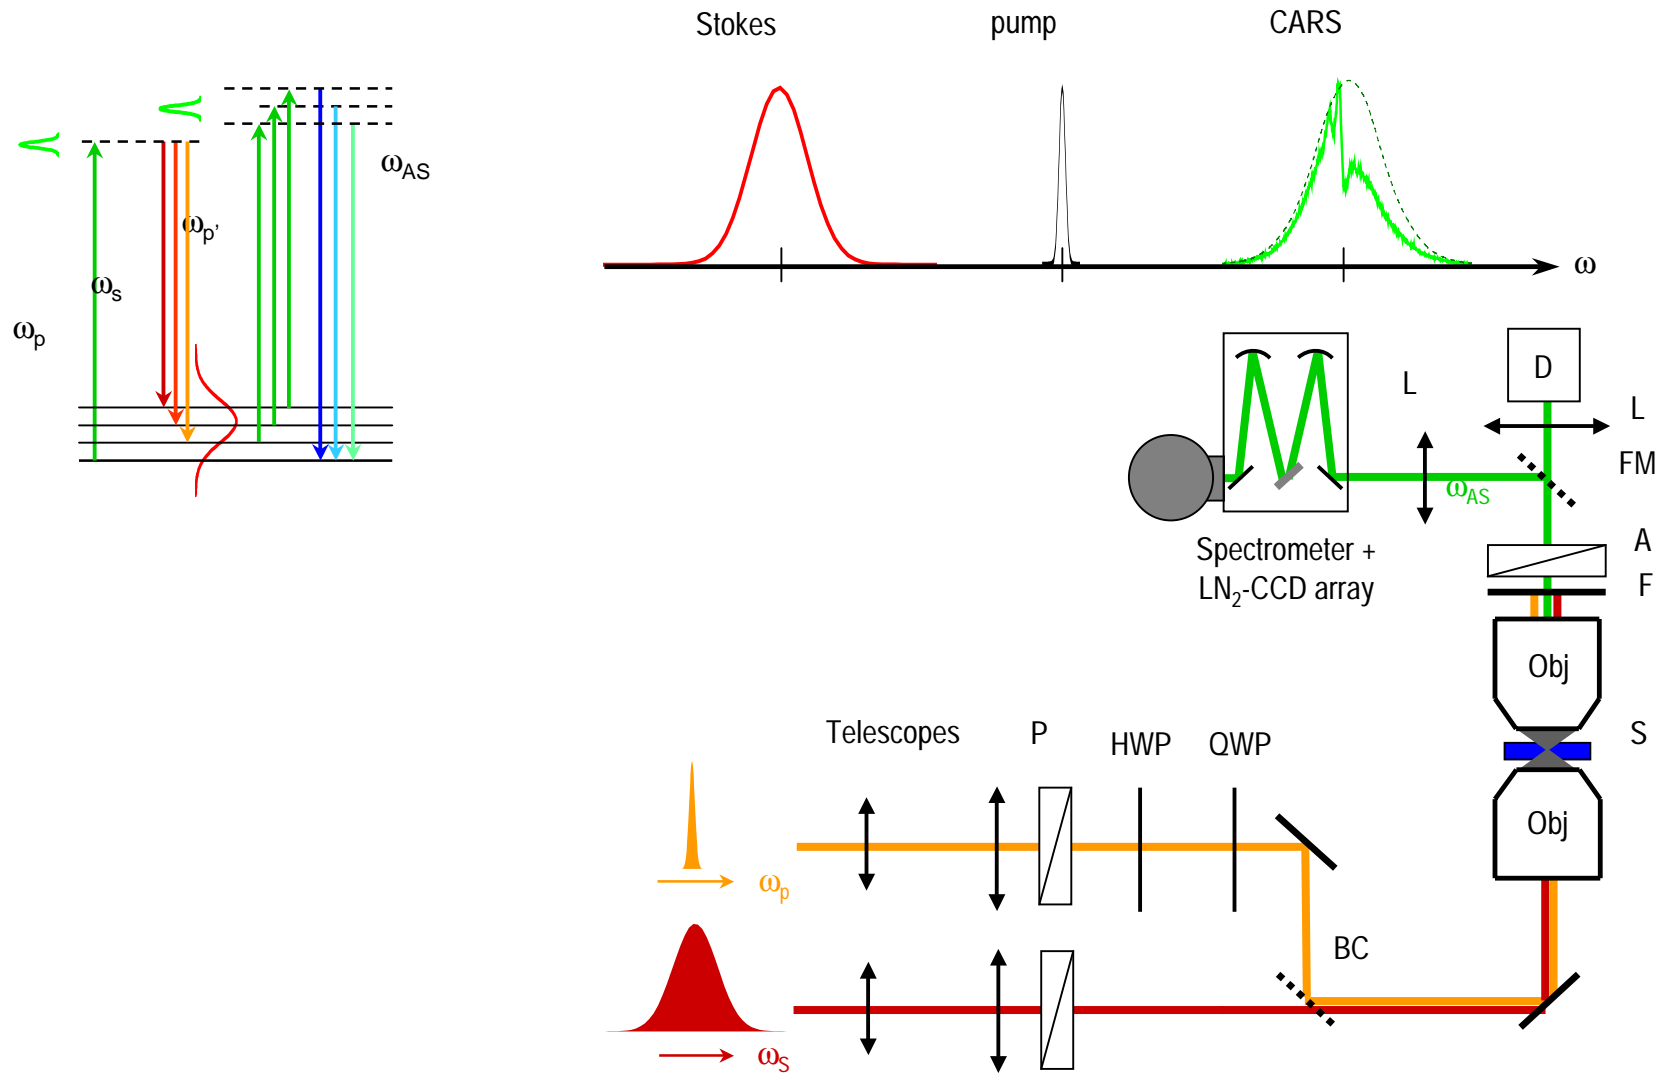 Stokes
pump
CARS
ω
ωAS
ωp'
ωs
ωp
D
L
L
FM
ωAS
A
Spectrometer +
LN2-CCD array
F
Obj
S
Telescopes
P
HWP
QWP
Obj
ωp
BC
ωS